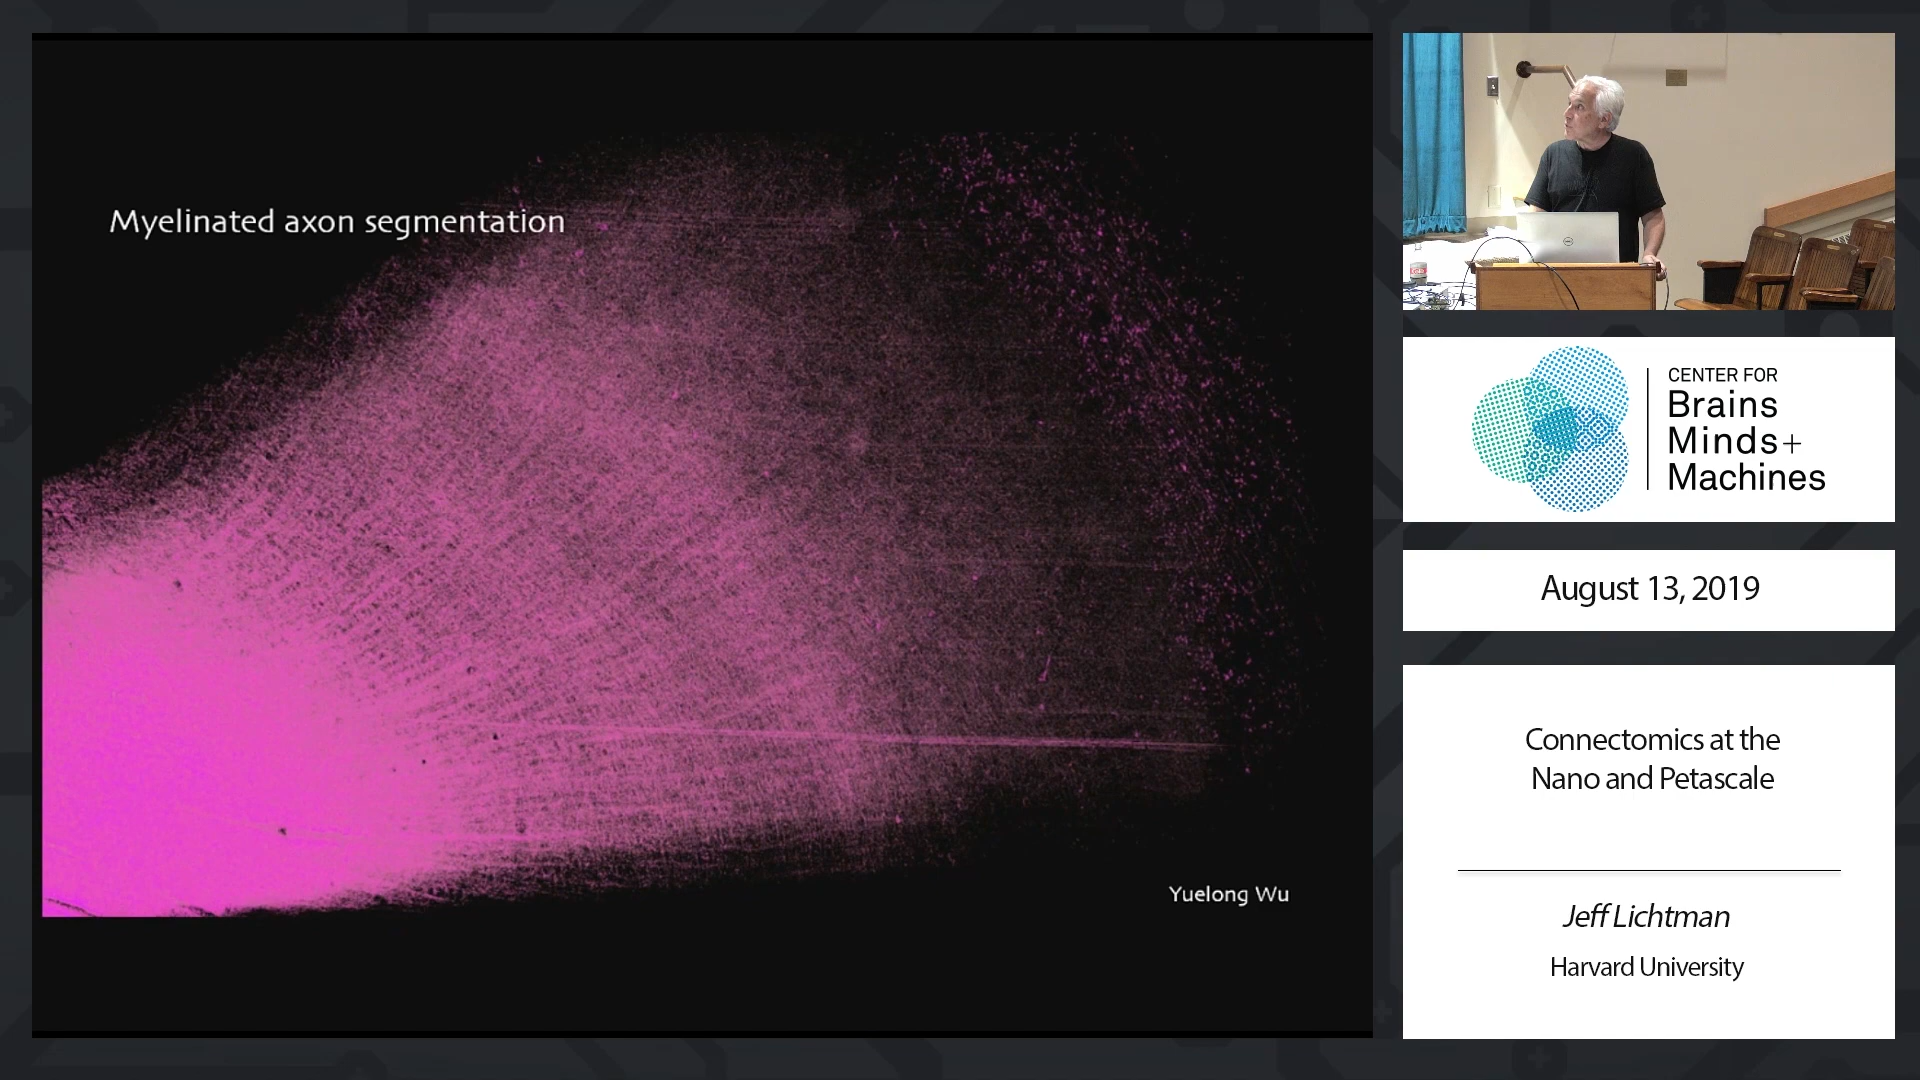 Myelinated axon segmentation
Yuelong Wu
CENTER FOR
Brains
Minds+
Machines
August 13, 2019
Connectomics at the
Nano and Petascale
Jeff Lichtman
Harvard University